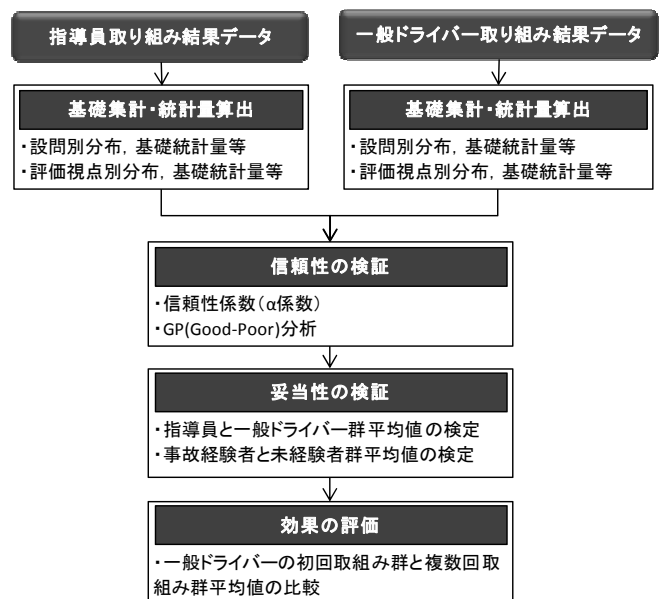 指導員取り組み結果データ
一般ドライバー取り組み結果データ
基礎集計・統計量算出
・設問別分布，基礎統計量等
・評価視点別分布，基礎統計量等
基礎集計・統計量算出
・設問別分布，基礎統計量等
・評価視点別分布，基礎統計量等
信頼性の検証
・信頼性係数（α係数）
・GP(Good-Poor)分析
妥当性の検証
・指導員と一般ドライバー群平均値の検定
・事故経験者と未経験者群平均値の検定
効果の評価
・一般ドライバーの初回取組み群と複数回取
組み群平均値の比較